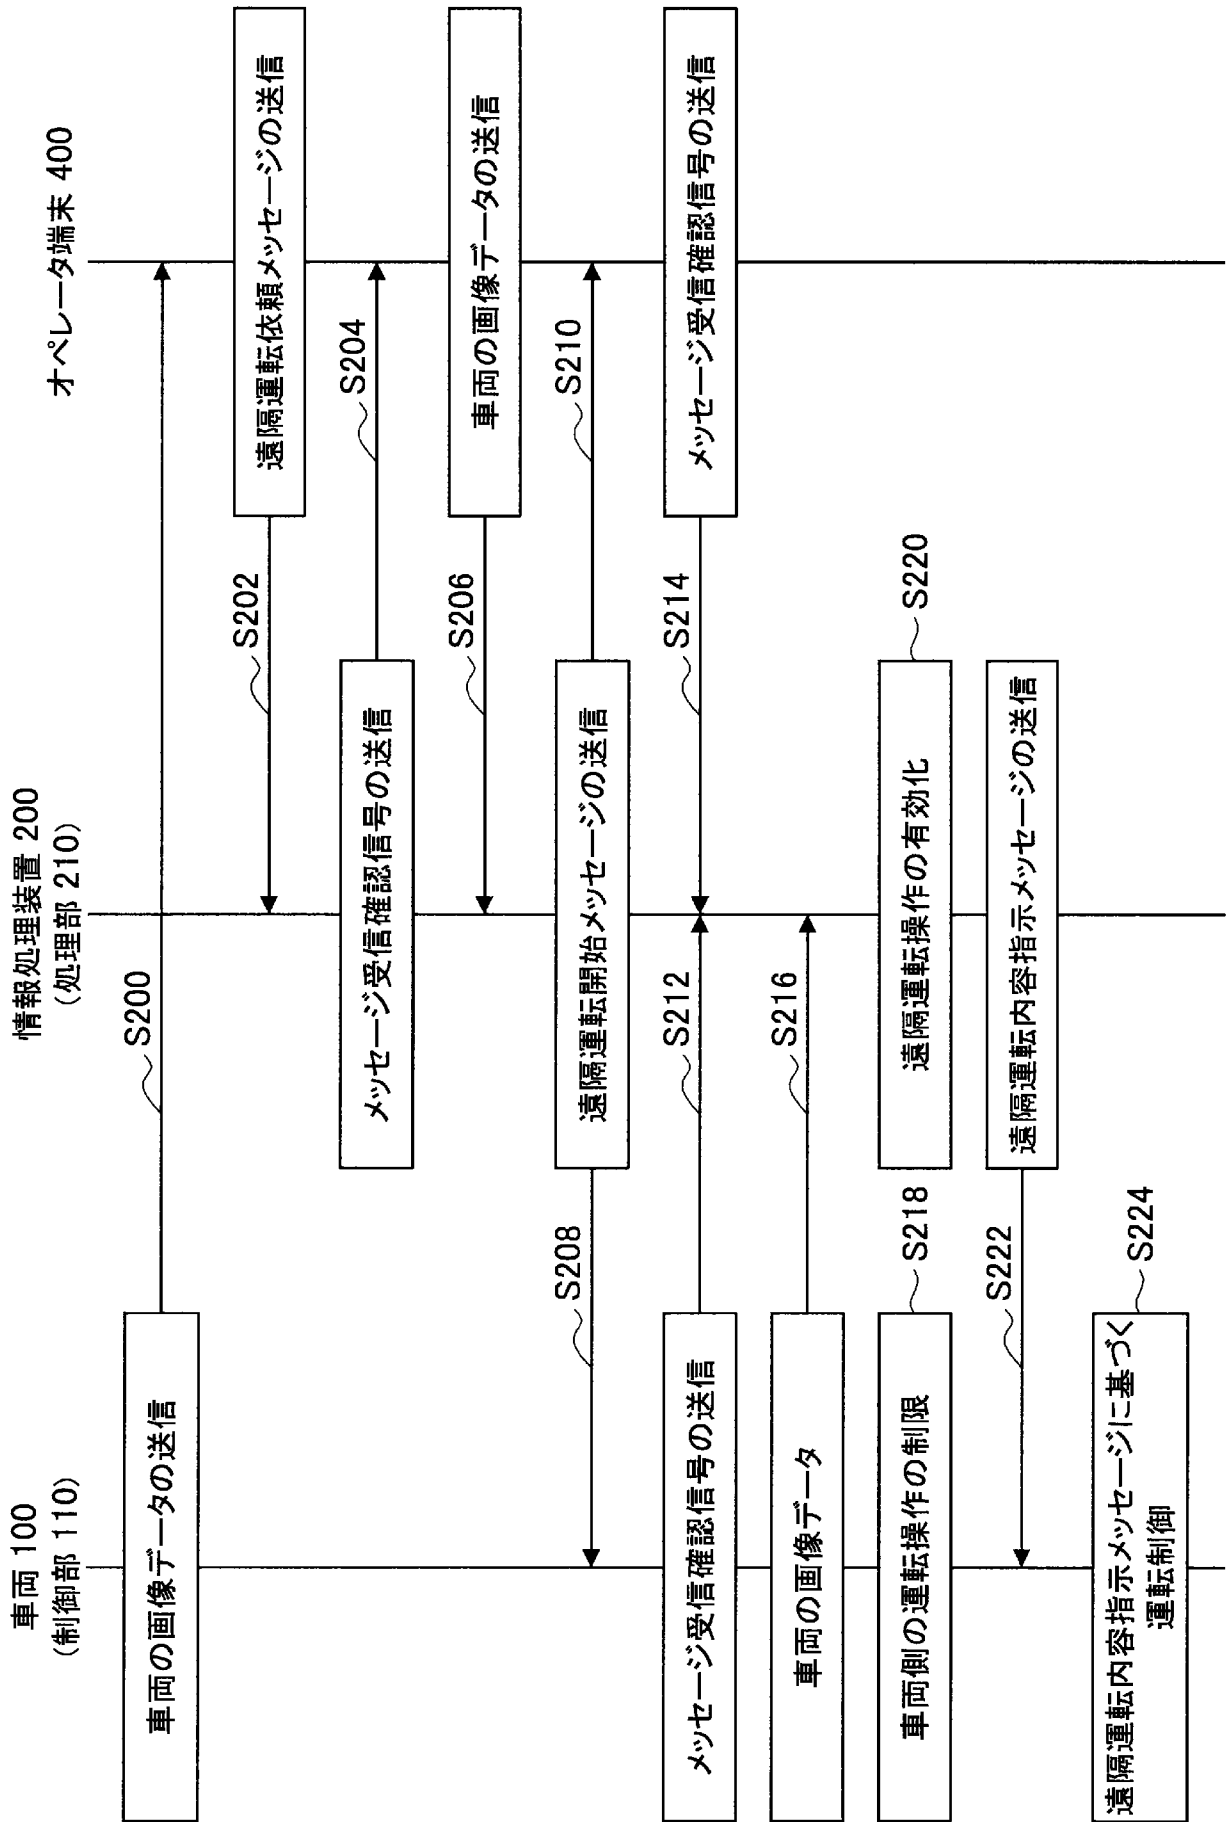 車両 100
(制御部 110)
情報処理装置 200
(処理部 210)
オペレータ端末 400
車両の画像データの送信
S200
遠隔運転依頼メッセージの送信
S202
メッセージ受信確認信号の送信
S204
車両の画像データの送信
S206
遠隔運転開始メッセージの送信
S208
S210
メッセージ受信確認信号の送信
S212
メッセージ受信確認信号の送信
S214
車両の画像データ
S216
車両側の運転操作の制限
S218
遠隔運転操作の有効化
S220
遠隔運転内容指示メッセージの送信
S222
遠隔運転内容指示メッセージに基づく
運転制御
S224